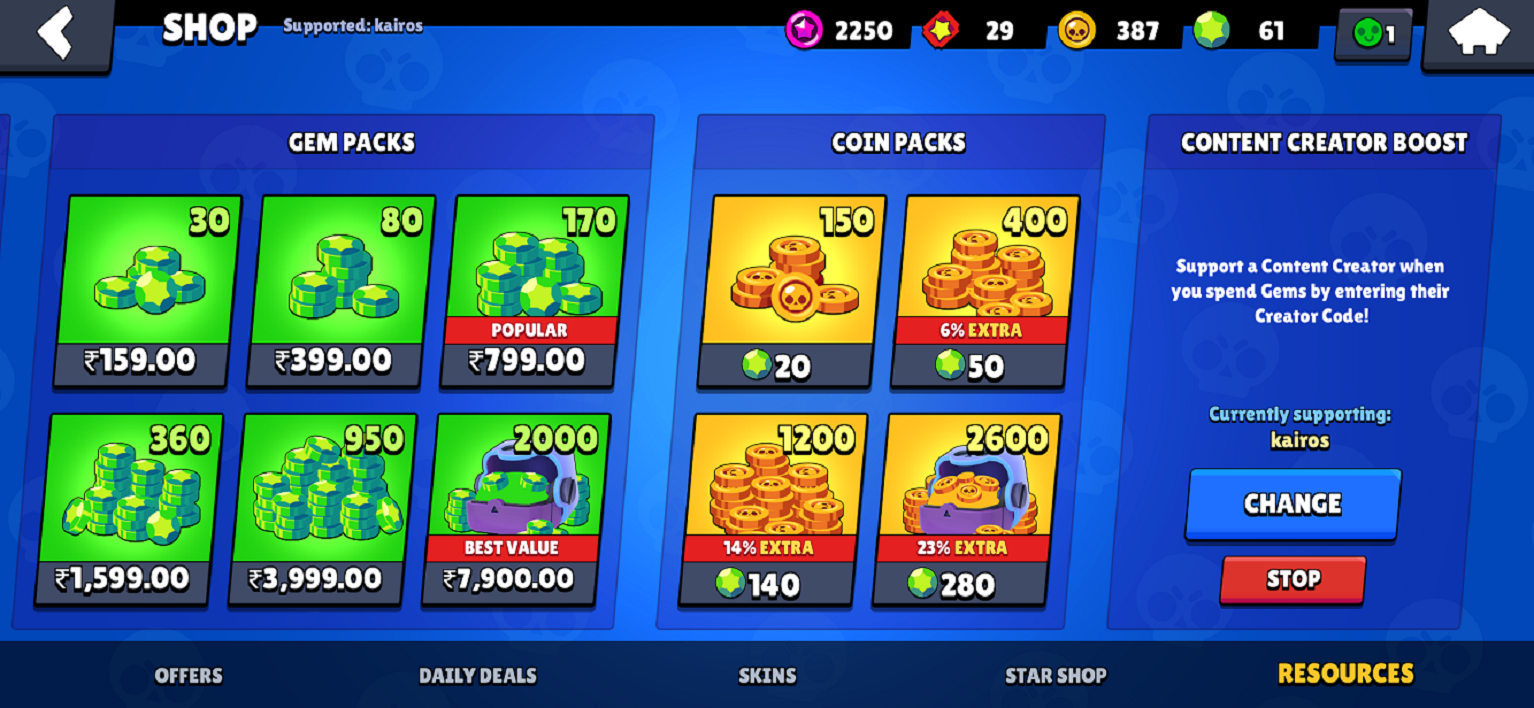 SHOP
Supported: kairos
2250
29
387
61
1
GEM PACKS
30
80
170
POPULAR
₹159.00
₹399.00
₹799.00
360
950
2000
BEST VALUE
₹1,599.00
₹3,999.00
₹7,900.00
COIN PACKS
150
400
6% EXTRA
20
50
1200
2600
14% EXTRA
23% EXTRA
140
280
CONTENT CREATOR BOOST
Support a Content Creator when
you spend Gems by entering their
Creator Code!
Currently supporting:
kairos
CHANGE
STOP
OFFERS
DAILY DEALS
SKINS
STAR SHOP
RESOURCES